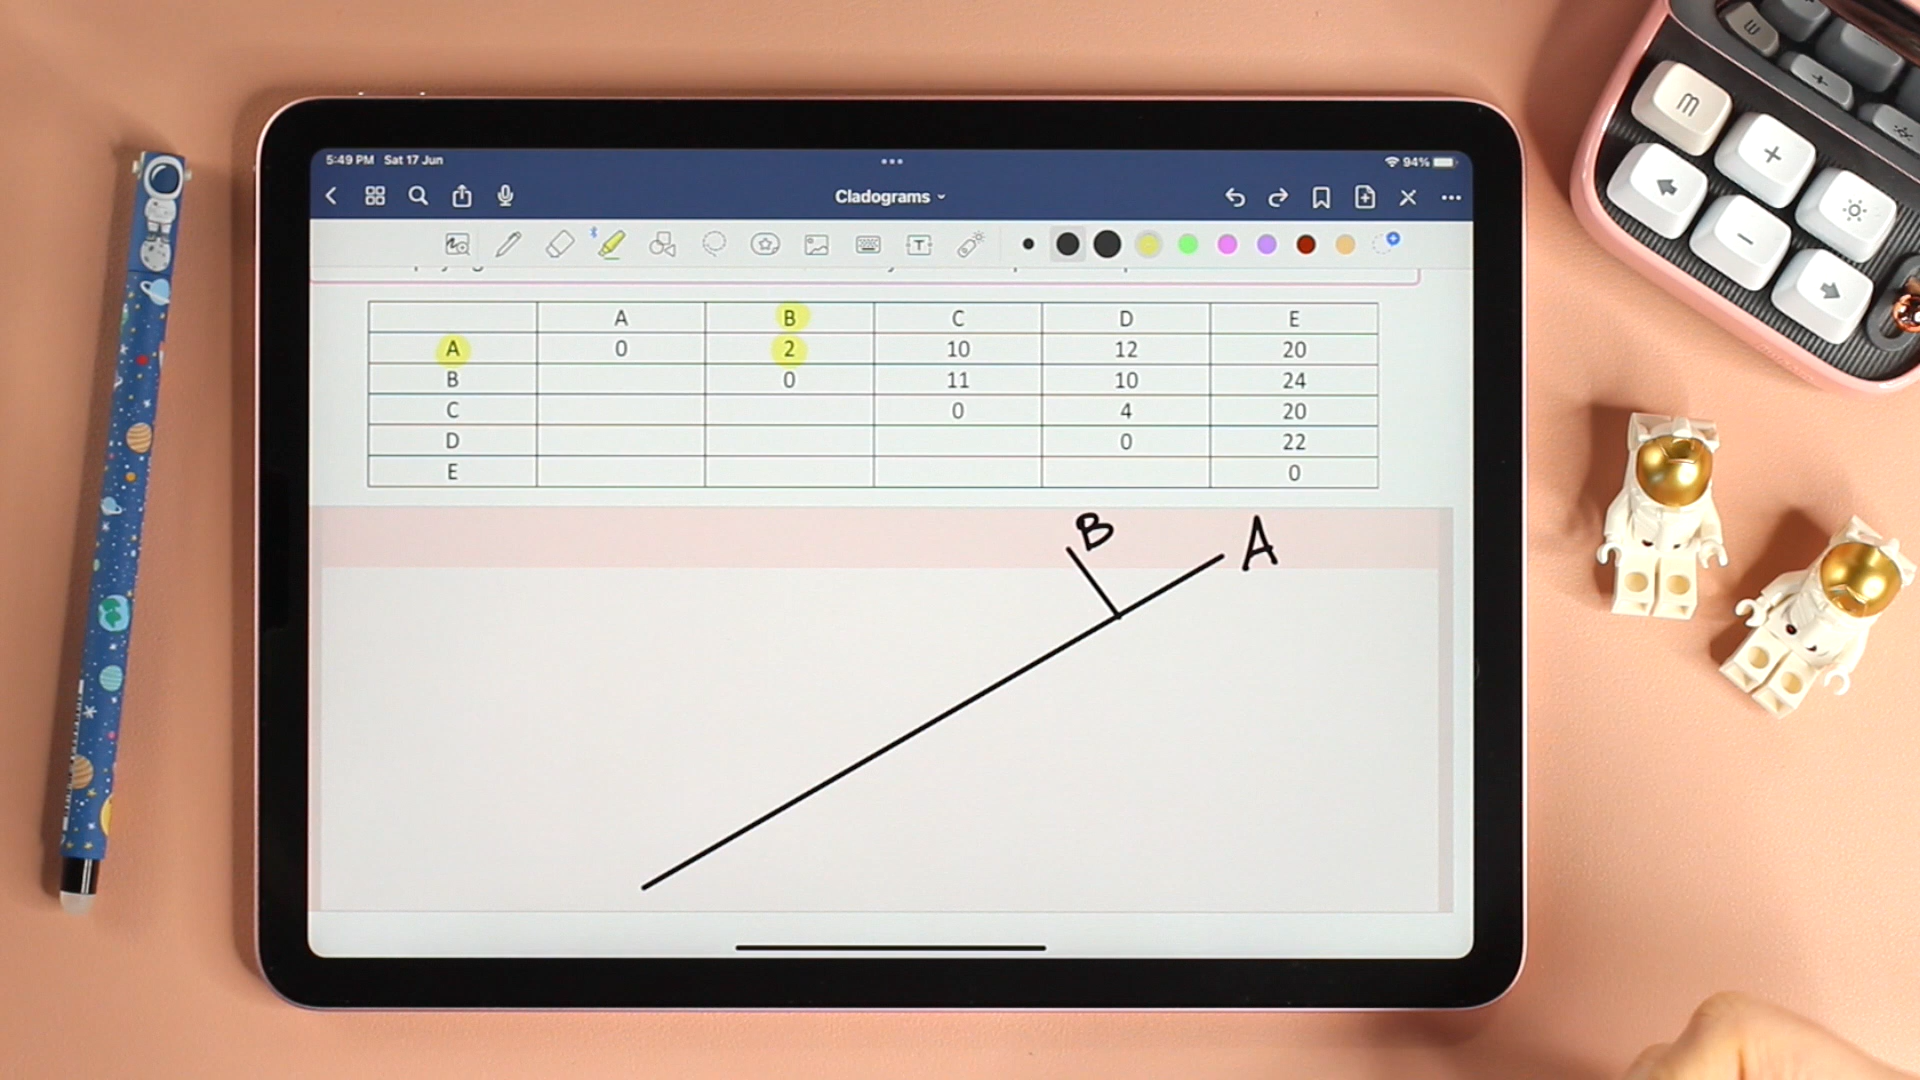 5:49 PM Sat 17 Jun 94%
Cladograms
T
A B C D E
A 0 2 10 12 20
B 0 11 10 24
C 0 4 20
D 0 22
E 0
B
A
m
+
−